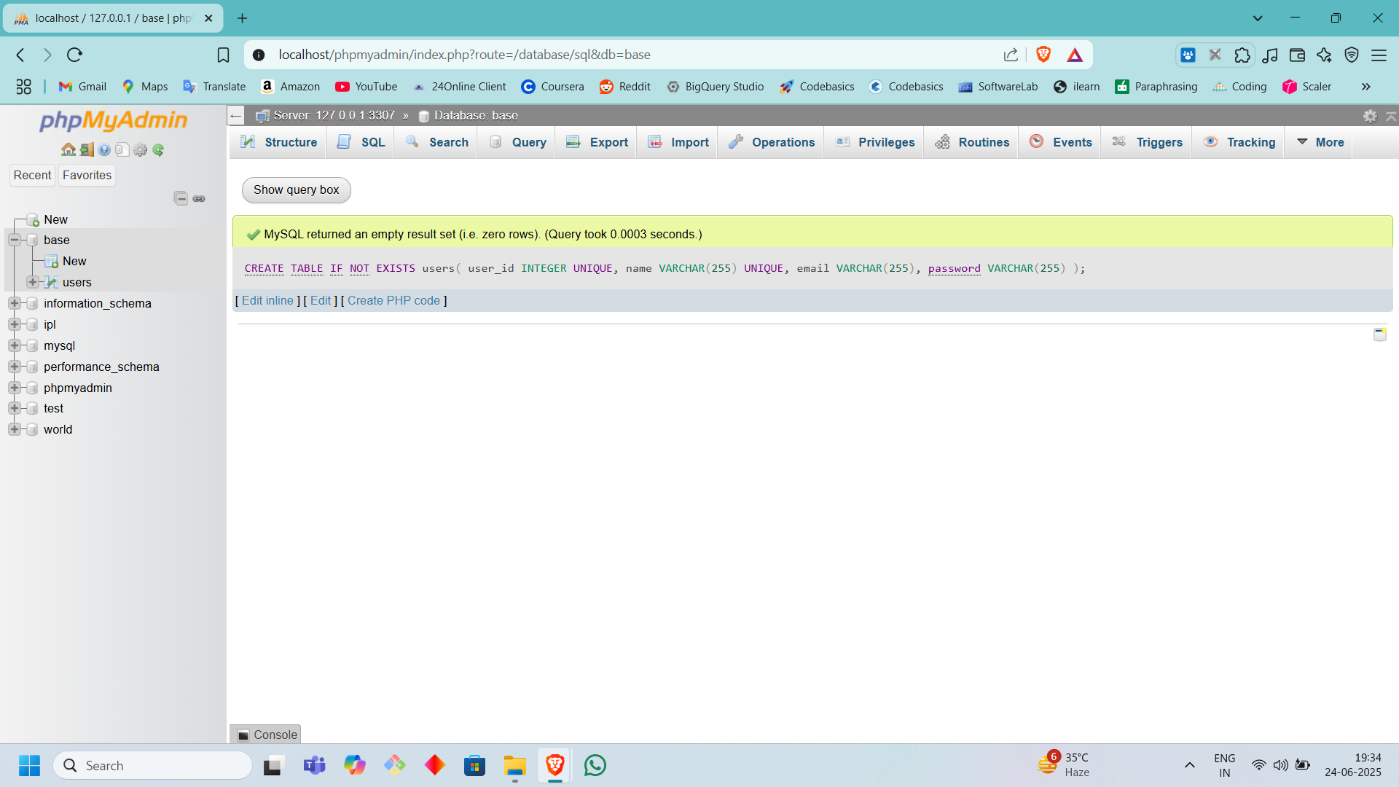 localhost / 127.0.0.1 / base | php
localhost/phpmyadmin/index.php?route=/database/sql&db=base
Gmail Maps Translate Amazon YouTube 24Online Client Coursera Reddit BigQuery Studio Codebasics Codebasics SoftwareLab ilearn Paraphrasing Coding Scaler
phpMyAdmin
Server: 127.0.0.1:3307 » Database: base
Structure SQL Search Query Export Import Operations Privileges Routines Events Triggers Tracking More
Recent Favorites
Show query box
New
base
New
users
information_schema
ipl
mysql
performance_schema
phpmyadmin
test
world
MySQL returned an empty result set (i.e. zero rows). (Query took 0.0003 seconds.)
CREATE TABLE IF NOT EXISTS users( user_id INTEGER UNIQUE, name VARCHAR(255) UNIQUE, email VARCHAR(255), password VARCHAR(255) );
[ Edit inline ] [ Edit ] [ Create PHP code ]
Console
Search
6
35°C
Haze
ENG
IN
19:34
24-06-2025